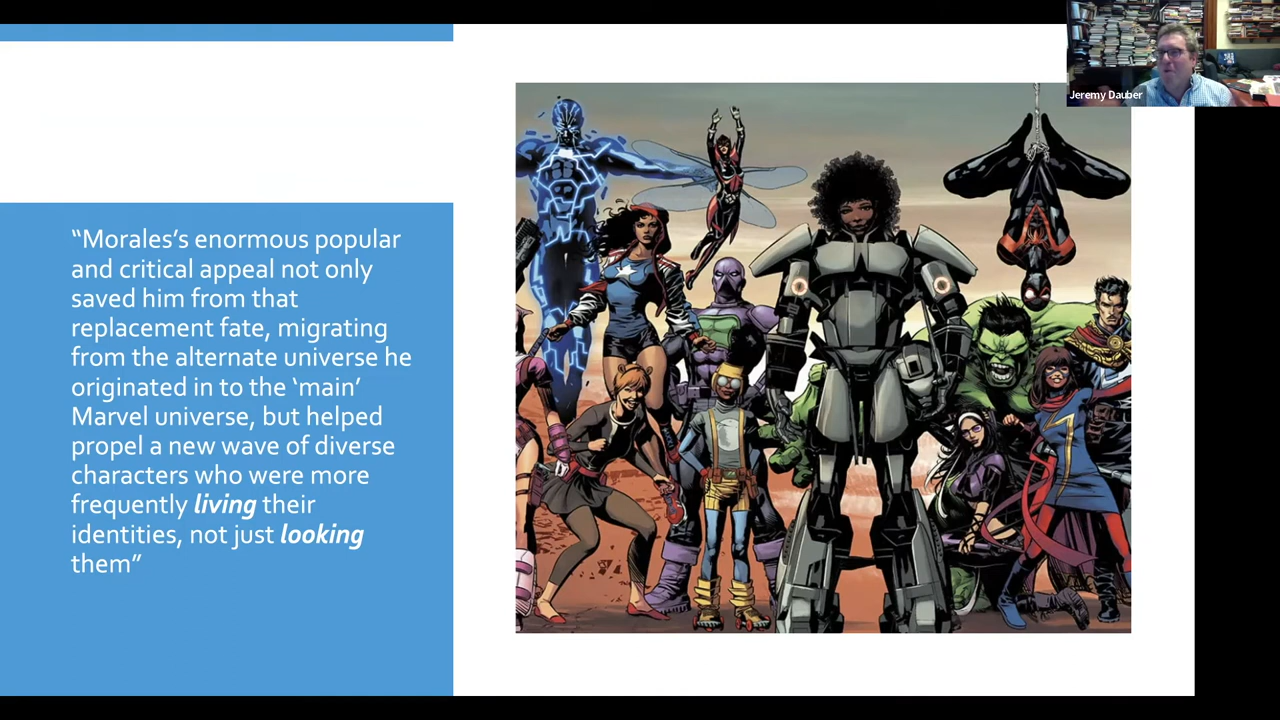 Jeremy Dauber
“Morales’s enormous popular
and critical appeal not only
saved him from that
replacement fate, migrating
from the alternate universe he
originated in to the ‘main’
Marvel universe, but helped
propel a new wave of diverse
characters who were more
frequently living their
identities, not just looking
them”